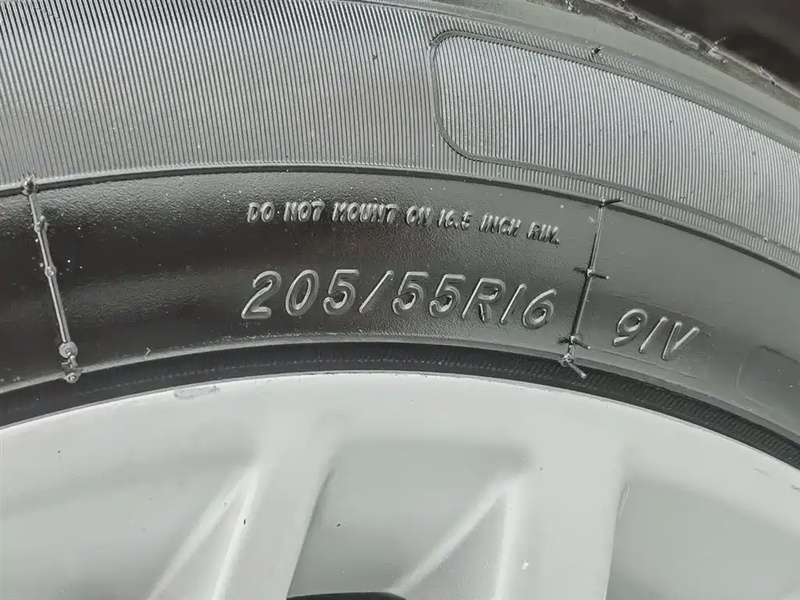 DO NOT MOUNT ON 16.5 INCH RIM.
205/55R16 91V